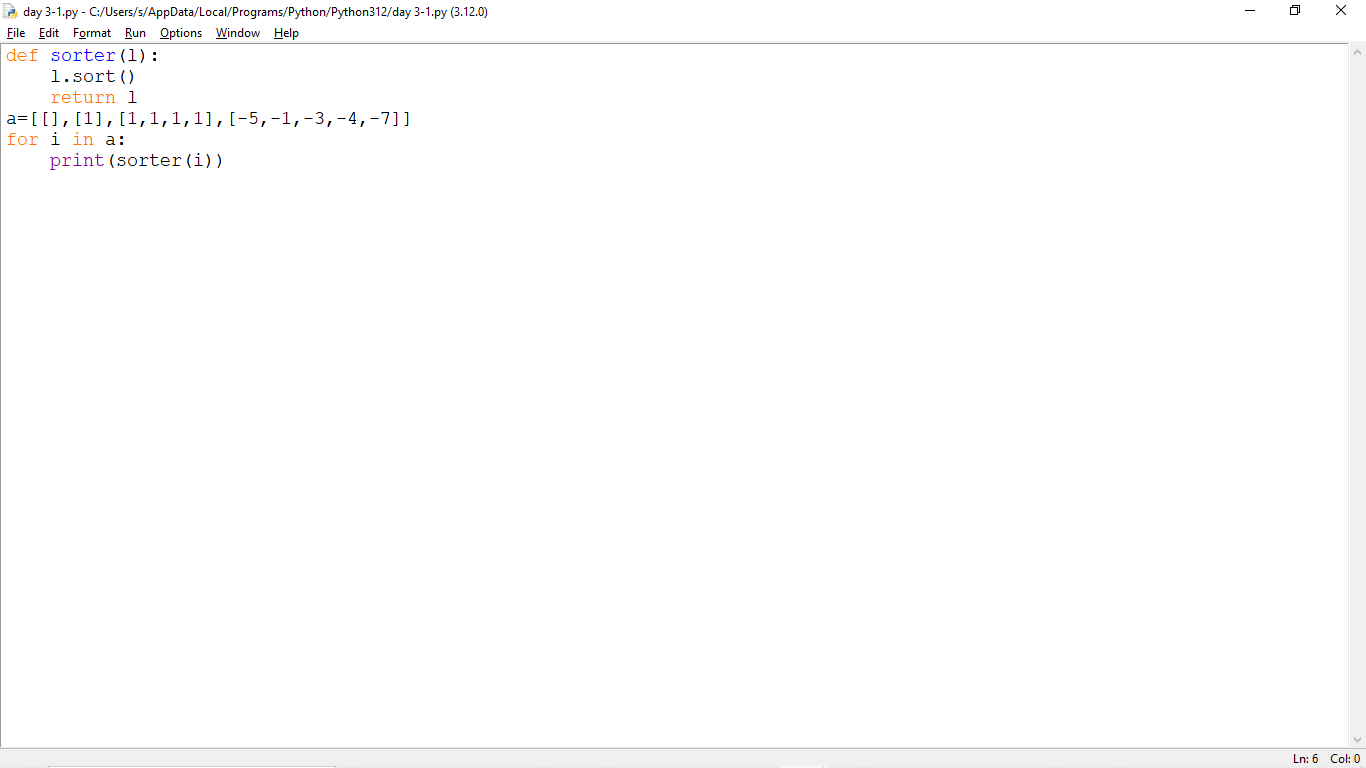 day 3-1.py - C:/Users/s/AppData/Local/Programs/Python/Python312/day 3-1.py (3.12.0)
File Edit Format Run Options Window Help
def sorter(l):
    l.sort()
    return l
a=[[],[1],[1,1,1,1],[-5,-1,-3,-4,-7]]
for i in a:
    print(sorter(i))
Ln: 6 Col: 0